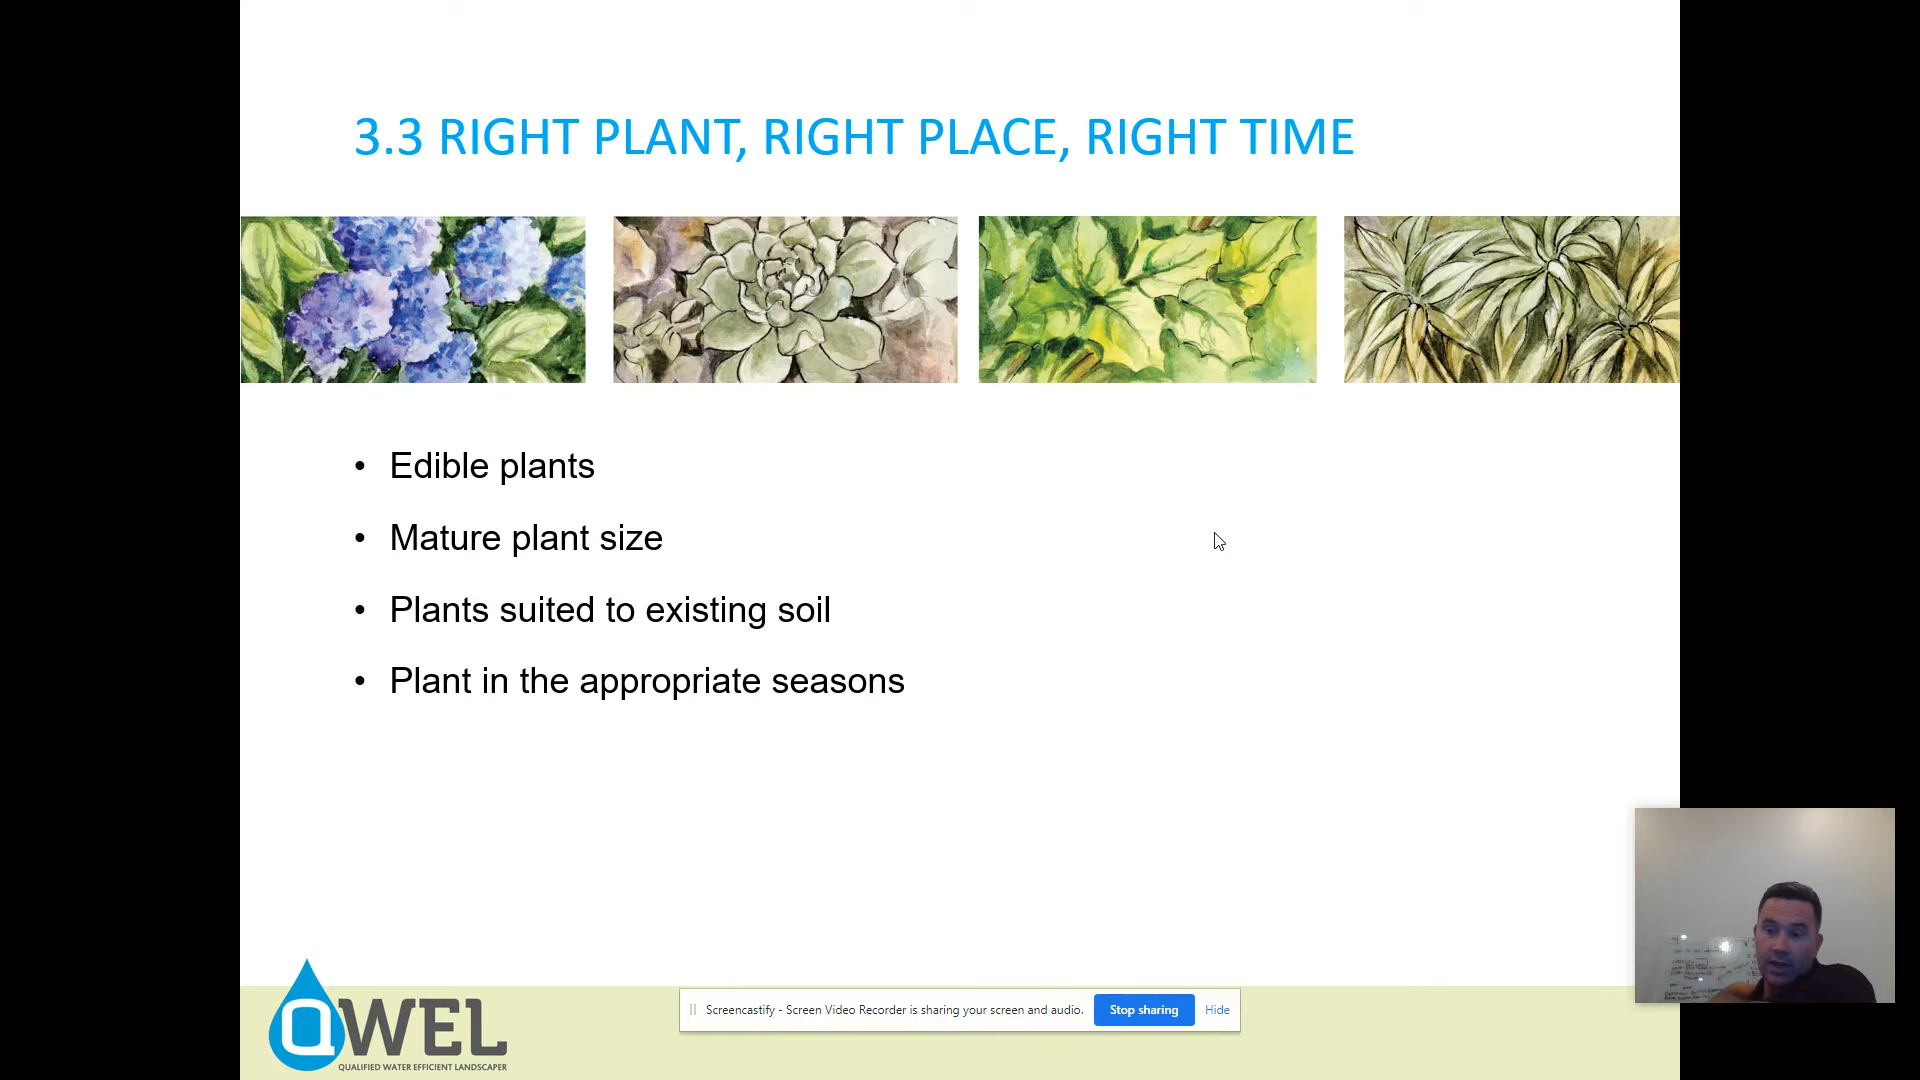 3.3 RIGHT PLANT, RIGHT PLACE, RIGHT TIME
• Edible plants
• Mature plant size
• Plants suited to existing soil
• Plant in the appropriate seasons
QWEL
QUALIFIED WATER EFFICIENT LANDSCAPER
Screencastify - Screen Video Recorder is sharing your screen and audio.
Stop sharing
Hide